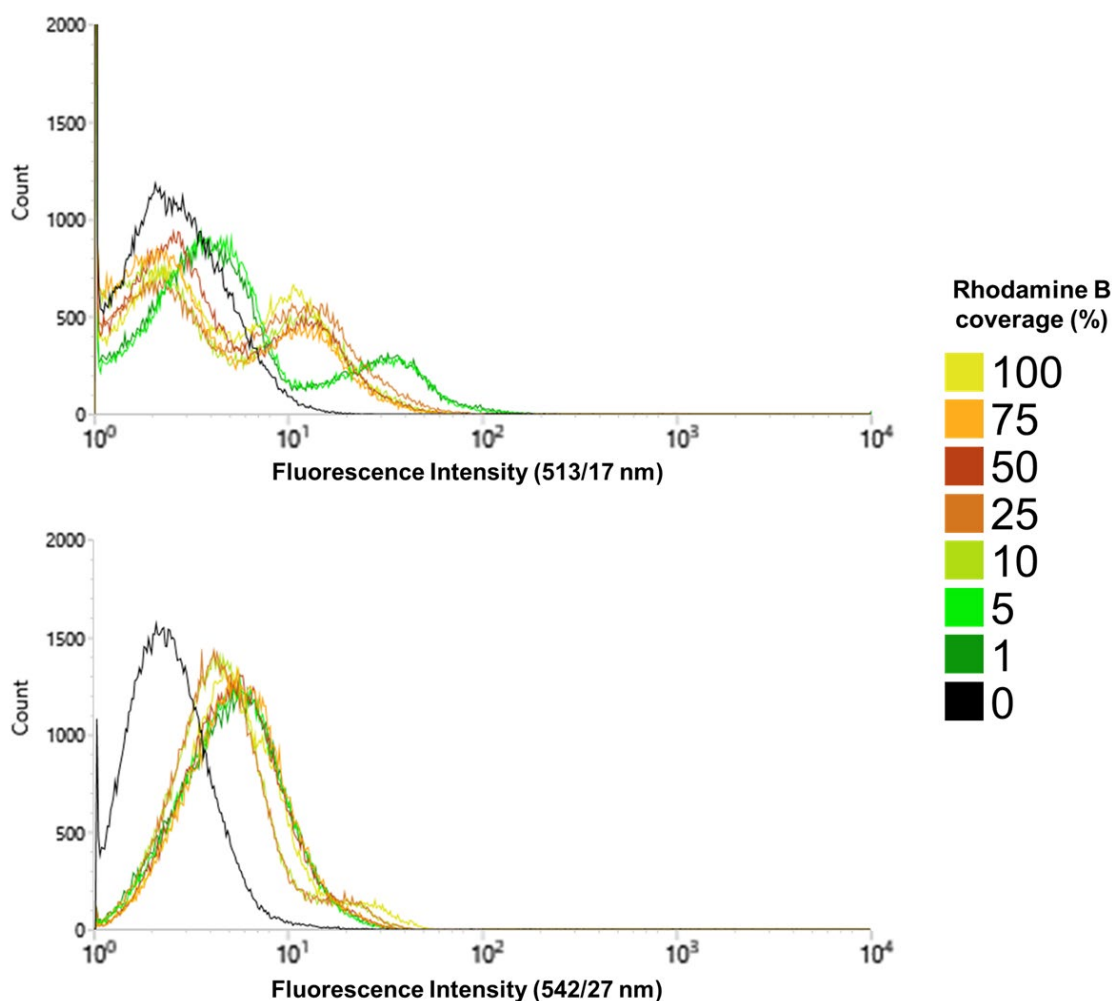 2000
1500
1000
500
0
Count
10⁰ 10¹ 10² 10³ 10⁴
Fluorescence Intensity (513/17 nm)
2000
1500
1000
500
0
Count
10⁰ 10¹ 10² 10³ 10⁴
Fluorescence Intensity (542/27 nm)
Rhodamine B
coverage (%)
100
75
50
25
10
5
1
0